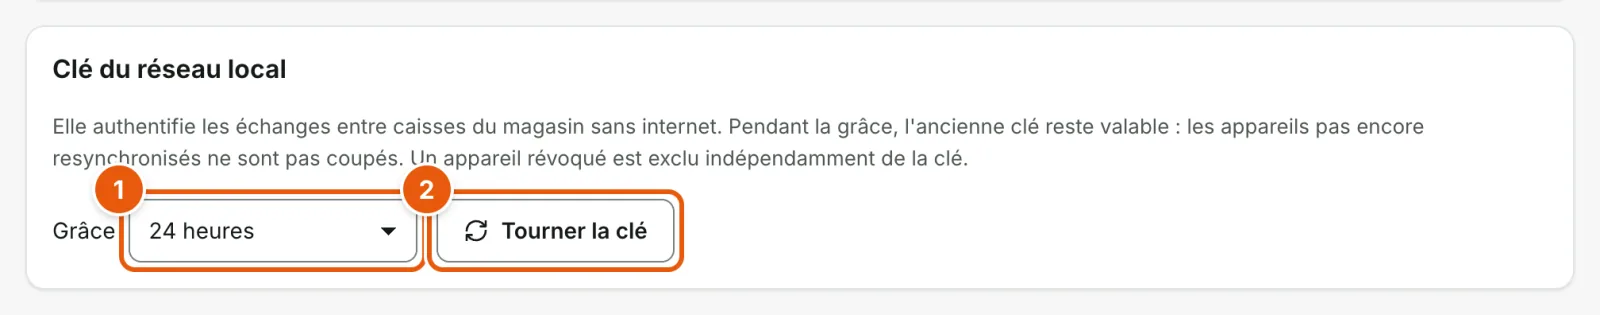 Clé du réseau local
Elle authentifie les échanges entre caisses du magasin sans internet. Pendant la grâce, l'ancienne clé reste valable : les appareils pas encore
resynchronisés ne sont pas coupés. Un appareil révoqué est exclu indépendamment de la clé.
1
2
Grâce 24 heures Tourner la clé